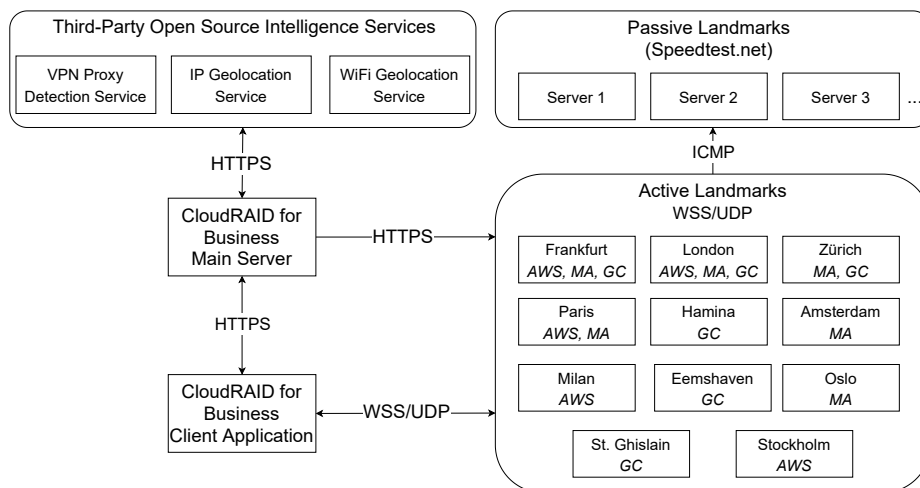 Third-Party Open Source Intelligence Services
VPN Proxy
Detection Service
IP Geolocation
Service
WiFi Geolocation
Service
Passive Landmarks
(Speedtest.net)
Server 1
Server 2
Server 3
...
HTTPS
ICMP
CloudRAID for
Business
Main Server
HTTPS
Active Landmarks
WSS/UDP
Frankfurt
AWS, MA, GC
London
AWS, MA, GC
Zürich
MA, GC
Paris
AWS, MA
Hamina
GC
Amsterdam
MA
Milan
AWS
Eemshaven
GC
Oslo
MA
St. Ghislain
GC
Stockholm
AWS
HTTPS
CloudRAID for
Business
Client Application
WSS/UDP